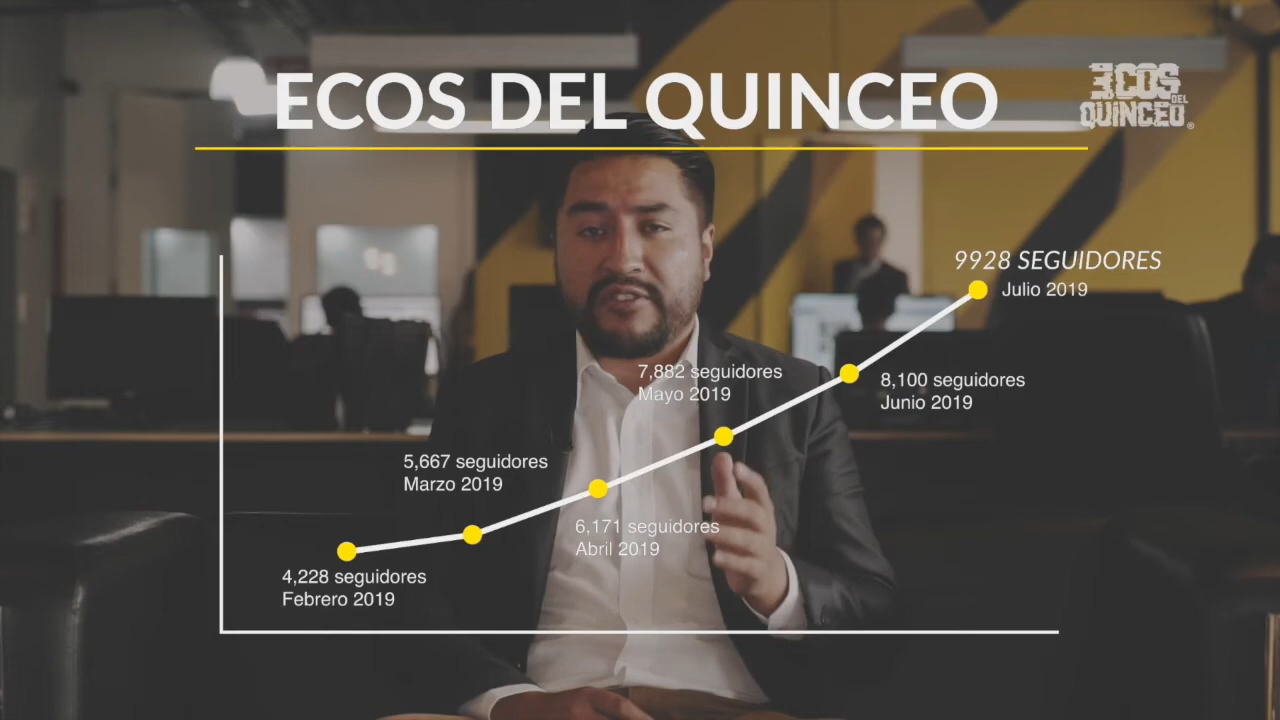 ECOS DEL QUINCEO
ECOS
DEL
QUINCEO®
9928 SEGUIDORES
Julio 2019
7,882 seguidores
Mayo 2019
8,100 seguidores
Junio 2019
5,667 seguidores
Marzo 2019
6,171 seguidores
Abril 2019
4,228 seguidores
Febrero 2019